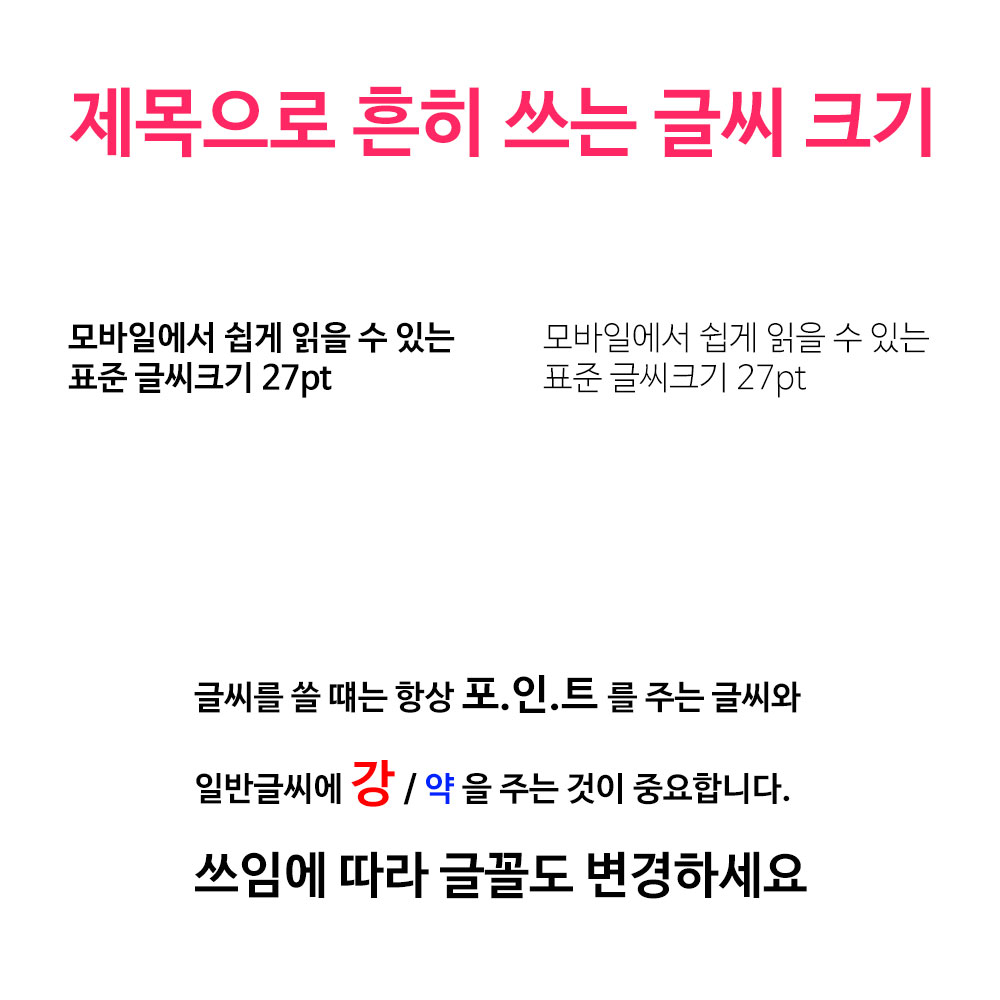 제목으로 흔히 쓰는 글씨 크기
모바일에서 쉽게 읽을 수 있는
표준 글씨크기 27pt
모바일에서 쉽게 읽을 수 있는
표준 글씨크기 27pt
글씨를 쓸 떄는 항상 포.인.트 를 주는 글씨와
일반글씨에 강 / 약 을 주는 것이 중요합니다.
쓰임에 따라 글꼴도 변경하세요